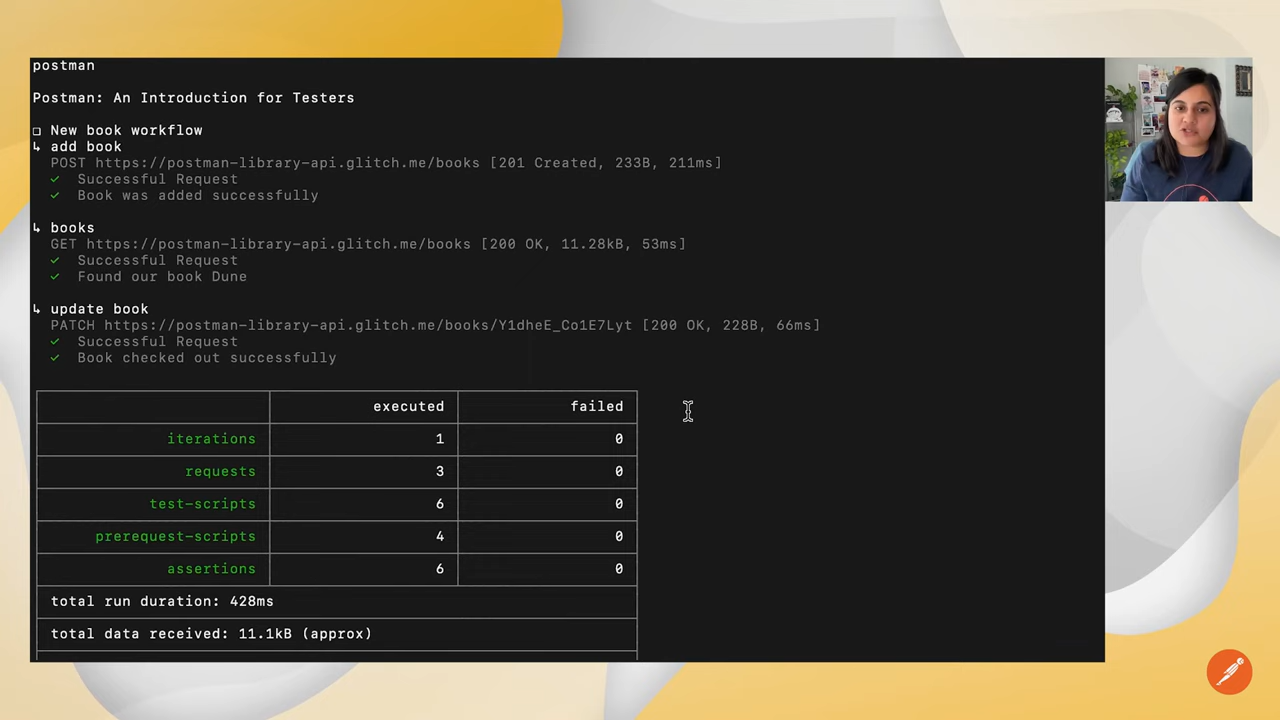 postman
Postman: An Introduction for Testers
❏ New book workflow
↳ add book
POST https://postman-library-api.glitch.me/books [201 Created, 233B, 211ms]
✓ Successful Request
✓ Book was added successfully
↳ books
GET https://postman-library-api.glitch.me/books [200 OK, 11.28kB, 53ms]
✓ Successful Request
✓ Found our book Dune
↳ update book
PATCH https://postman-library-api.glitch.me/books/Y1dheE_Co1E7Lyt [200 OK, 228B, 66ms]
✓ Successful Request
✓ Book checked out successfully
executed failed
iterations 1 0
requests 3 0
test-scripts 6 0
prerequest-scripts 4 0
assertions 6 0
total run duration: 428ms
total data received: 11.1kB (approx)